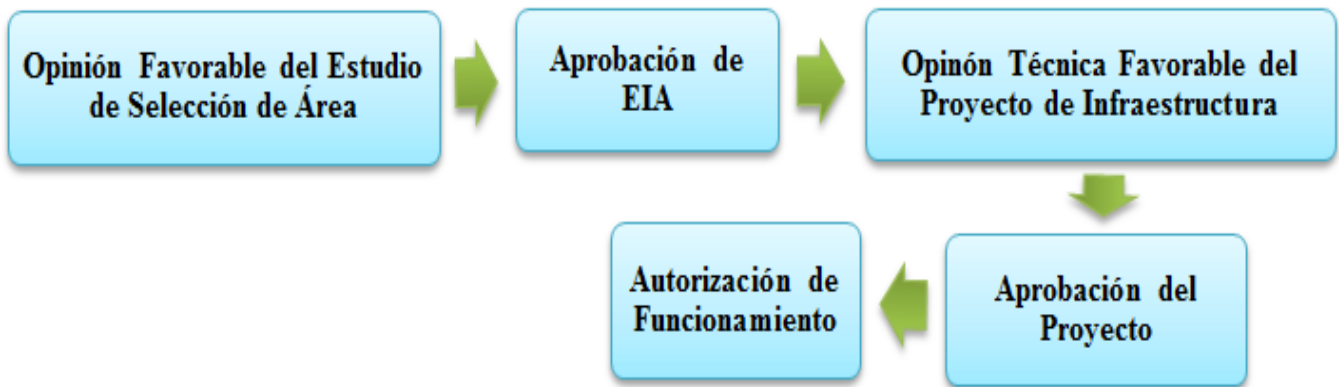 Opinión Favorable del Estudio
de Selección de Área
Aprobación de
EIA
Opinón Técnica Favorable del
Proyecto de Infraestructura
Aprobación del
Proyecto
Autorización de
Funcionamiento